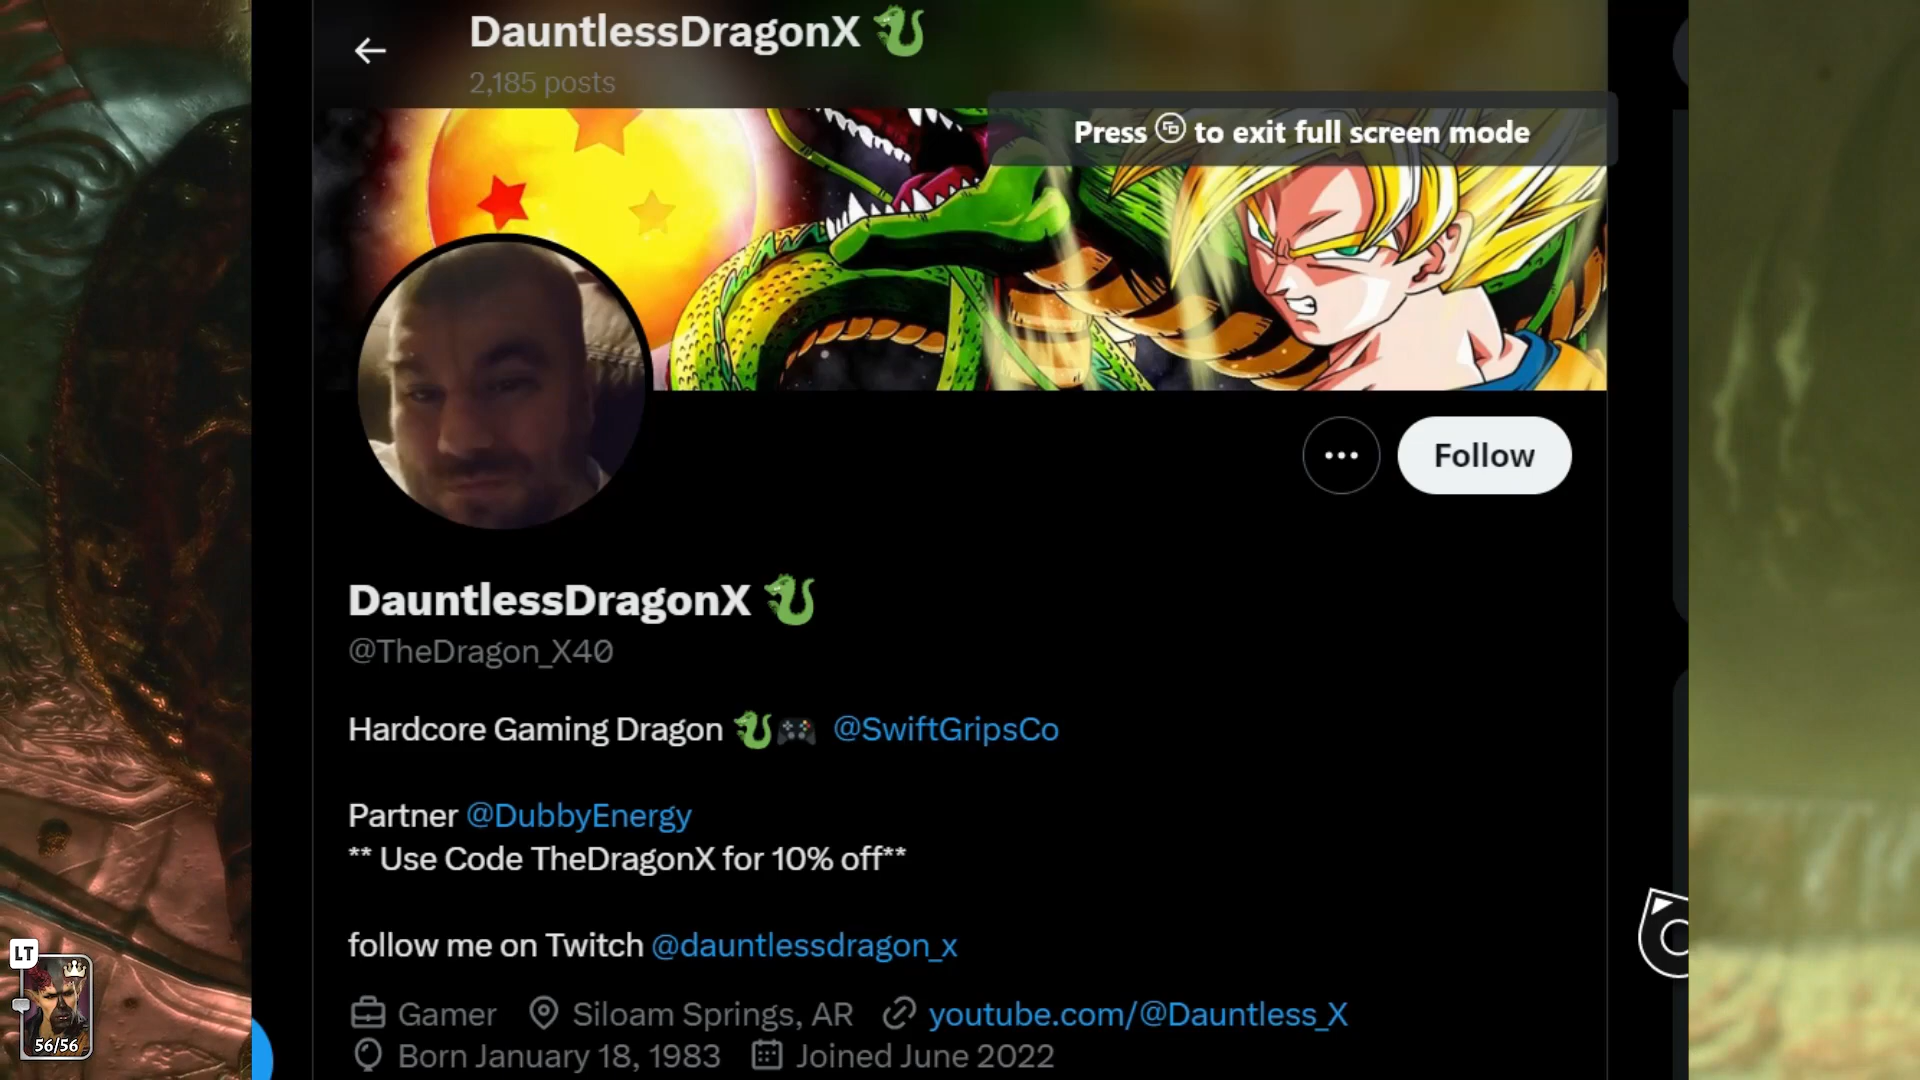 DauntlessDragonX 🐉
2,185 posts
Press to exit full screen mode
Follow
DauntlessDragonX 🐉
@TheDragon_X40
Hardcore Gaming Dragon 🐉🎮 @SwiftGripsCo
Partner @DubbyEnergy
** Use Code TheDragonX for 10% off**
follow me on Twitch @dauntlessdragon_x
Gamer Siloam Springs, AR youtube.com/@Dauntless_X
Born January 18, 1983 Joined June 2022
LT
56/56